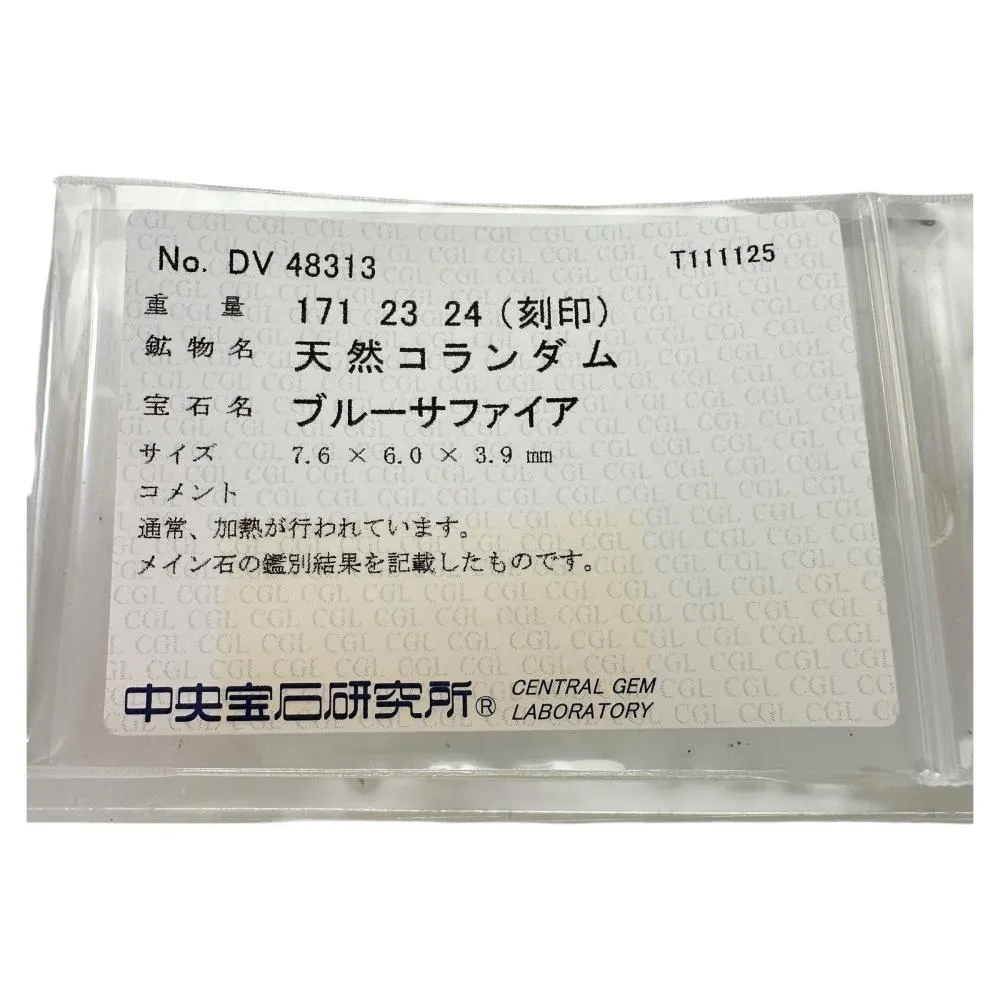 No. DV 48313 T111125
重 量 171 23 24 (刻印)
鉱物名 天然コランダム
宝石名 ブルーサファイア
サイズ 7.6 × 6.0 × 3.9 mm
コメント
通常、加熱が行われています。
メイン石の鑑別結果を記載したものです。
中央宝石研究所® CENTRAL GEM
LABORATORY